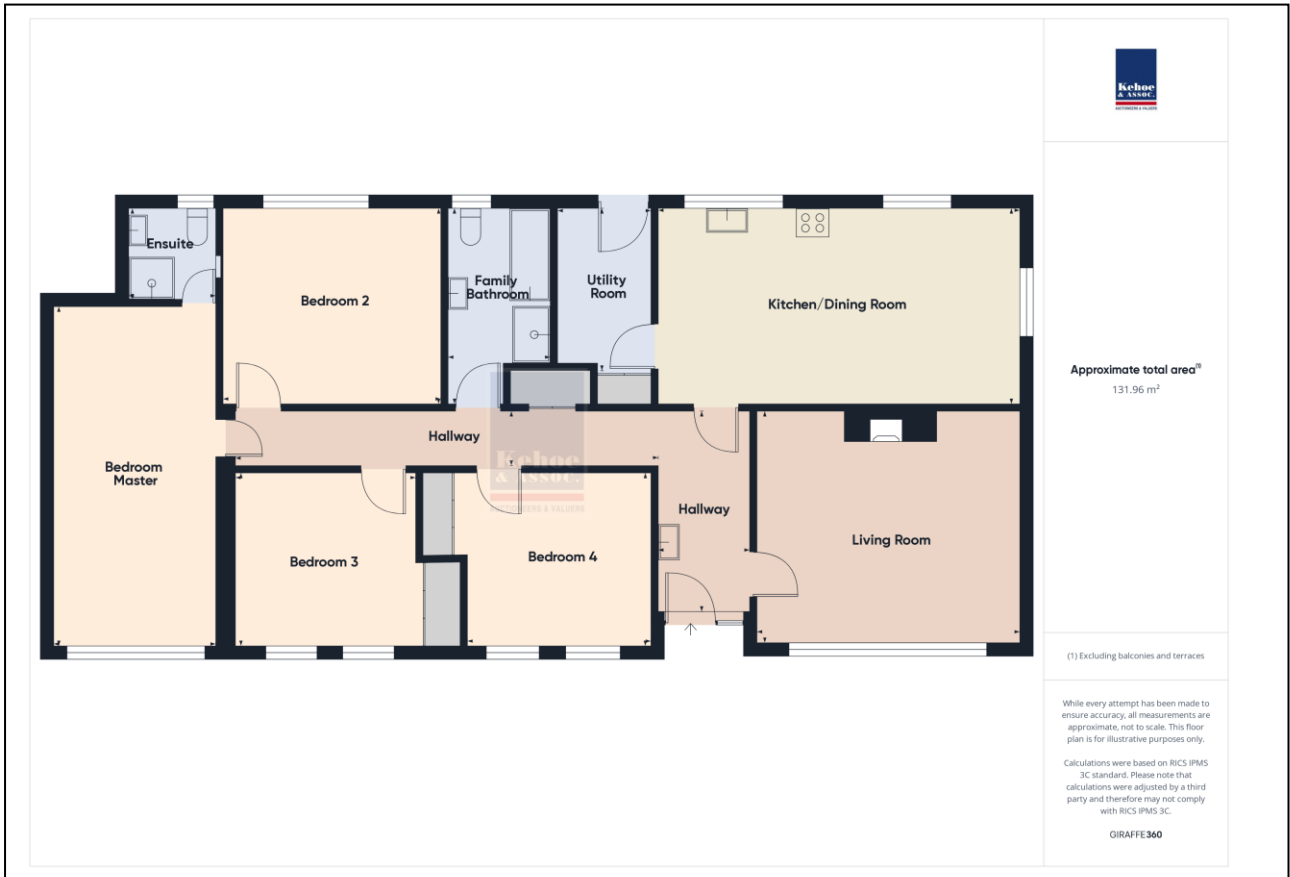 Kehoe
& ASSOC.
AUCTIONEERS & VALUERS
Ensuite
Bedroom 2
Family
Bathroom
Utility
Room
Kitchen/Dining Room
Hallway
Bedroom
Master
Kehoe
& ASSOC.
AUCTIONEERS & VALUERS
Hallway
Living Room
Bedroom 3
Bedroom 4
Approximate total area(1)
131.96 m²
(1) Excluding balconies and terraces
While every attempt has been made to
ensure accuracy, all measurements are
approximate, not to scale. This floor
plan is for illustrative purposes only.
Calculations were based on RICS IPMS
3C standard. Please note that
calculations were adjusted by a third
party and therefore may not comply
with RICS IPMS 3C.
GIRAFFE360